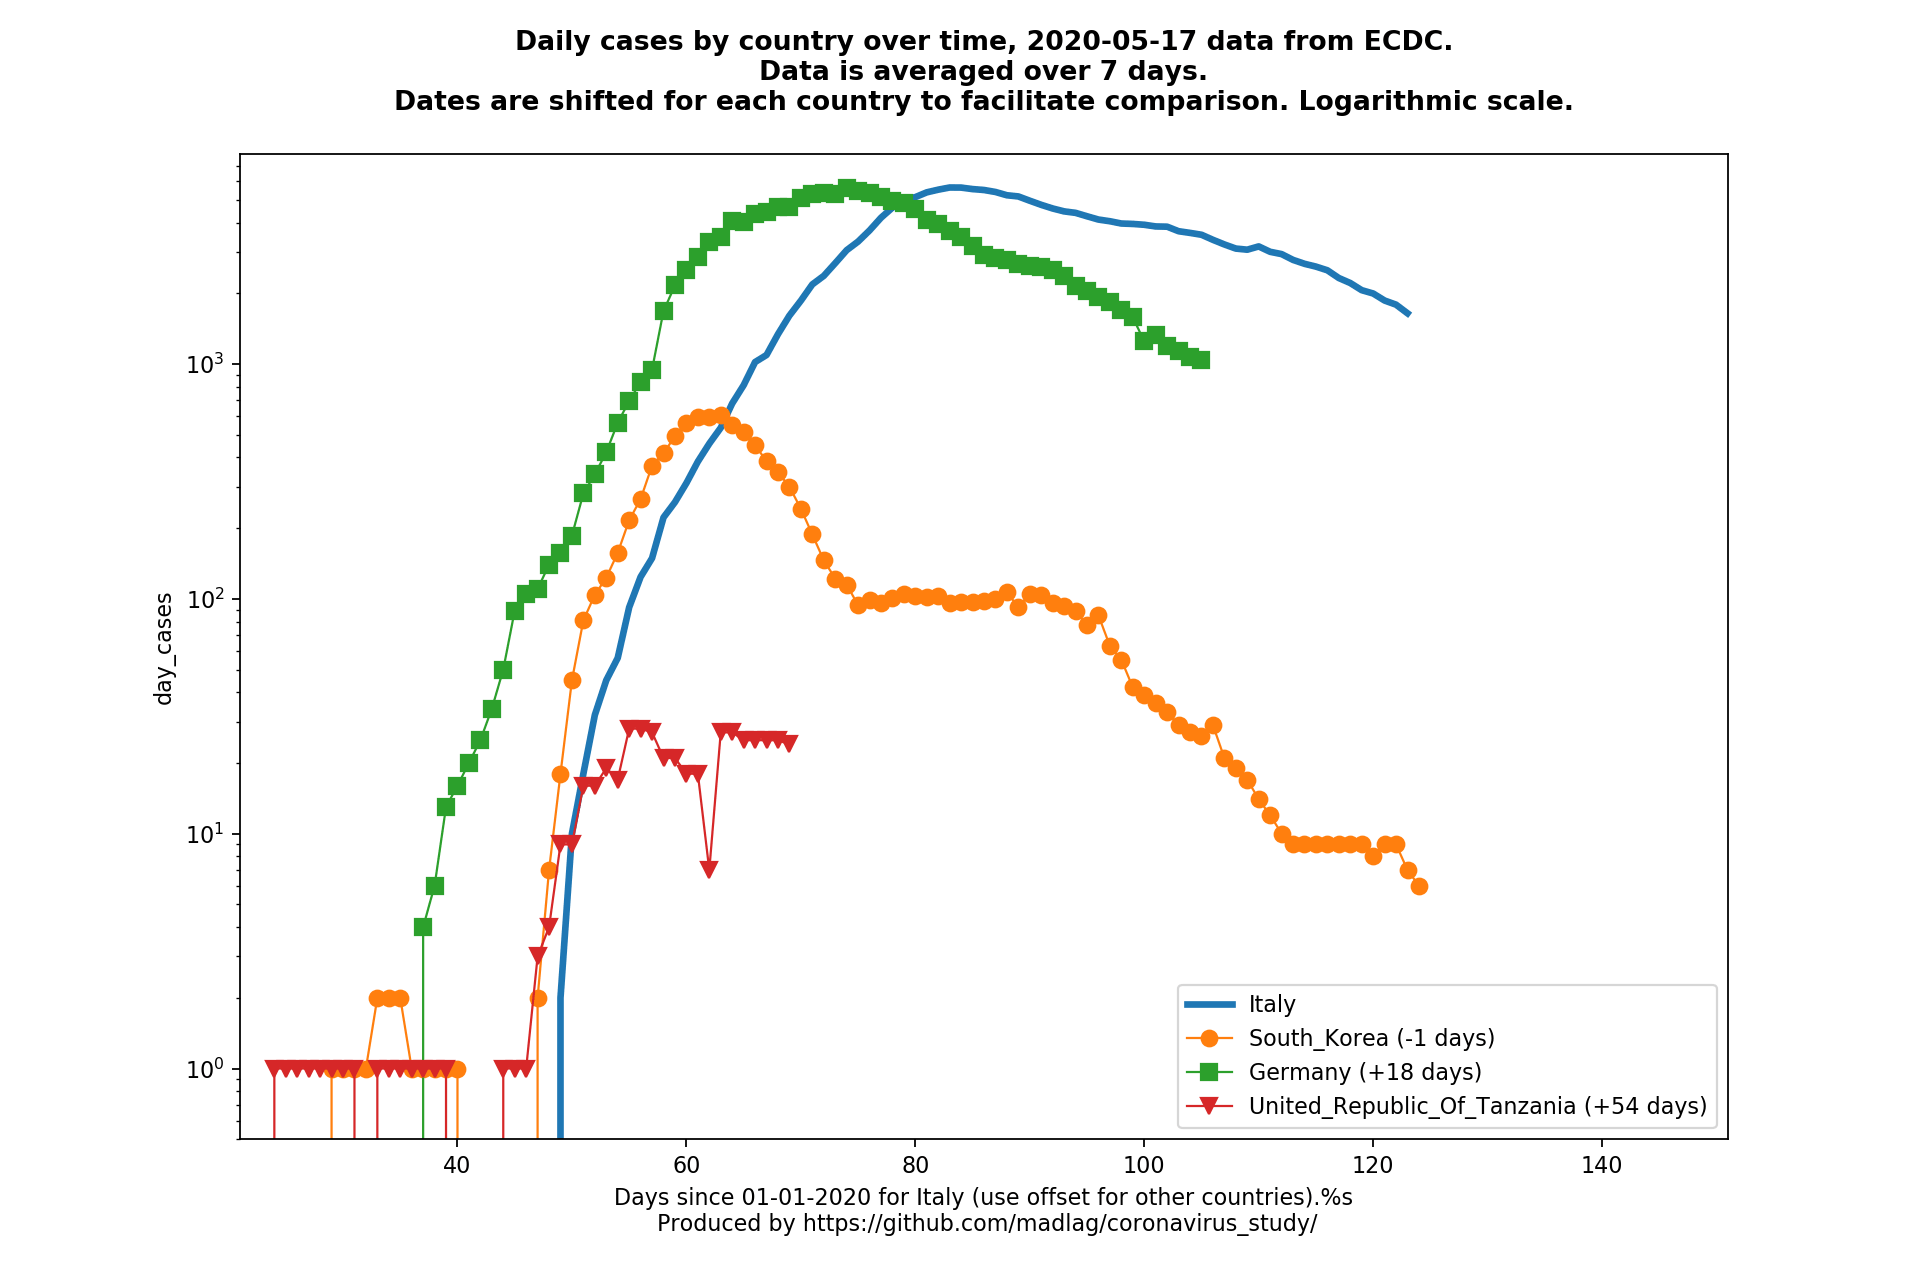 Daily cases by country over time, 2020-05-17 data from ECDC.
Data is averaged over 7 days.
Dates are shifted for each country to facilitate comparison. Logarithmic scale.
10³
10²
10¹
10⁰
day_cases
40 60 80 100 120 140
Days since 01-01-2020 for Italy (use offset for other countries).%s
Produced by https://github.com/madlag/coronavirus_study/
Italy
South_Korea (-1 days)
Germany (+18 days)
United_Republic_Of_Tanzania (+54 days)